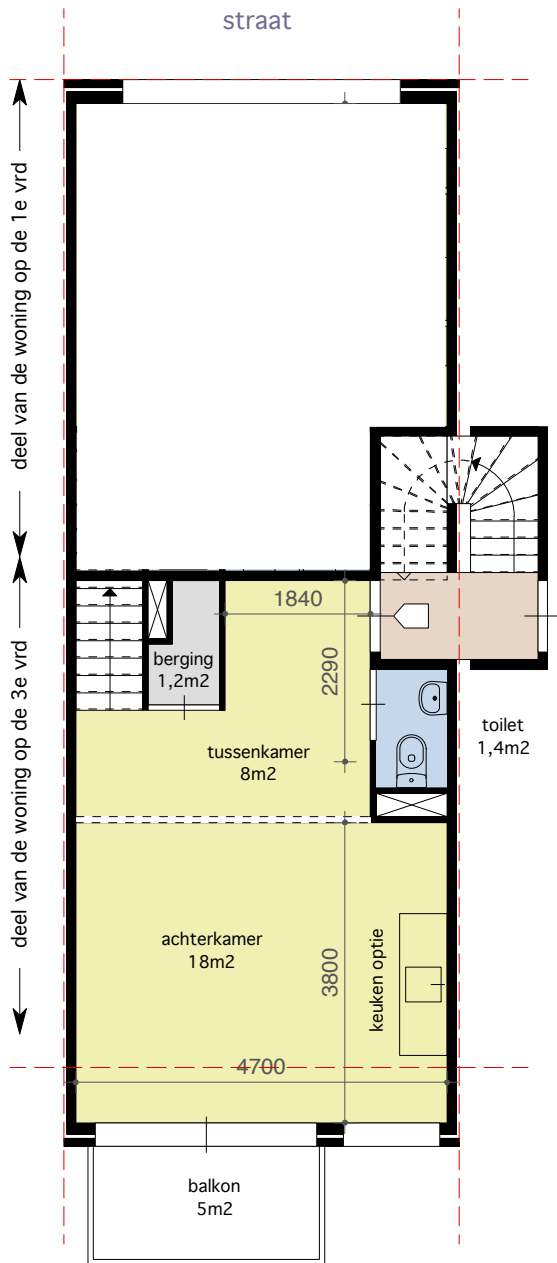 straat
deel van de woning op de 1e vrd
deel van de woning op de 3e vrd
1840
berging
1,2m2
2290
toilet
1,4m2
tussenkamer
8m2
achterkamer
18m2
keuken optie
3800
4700
balkon
5m2